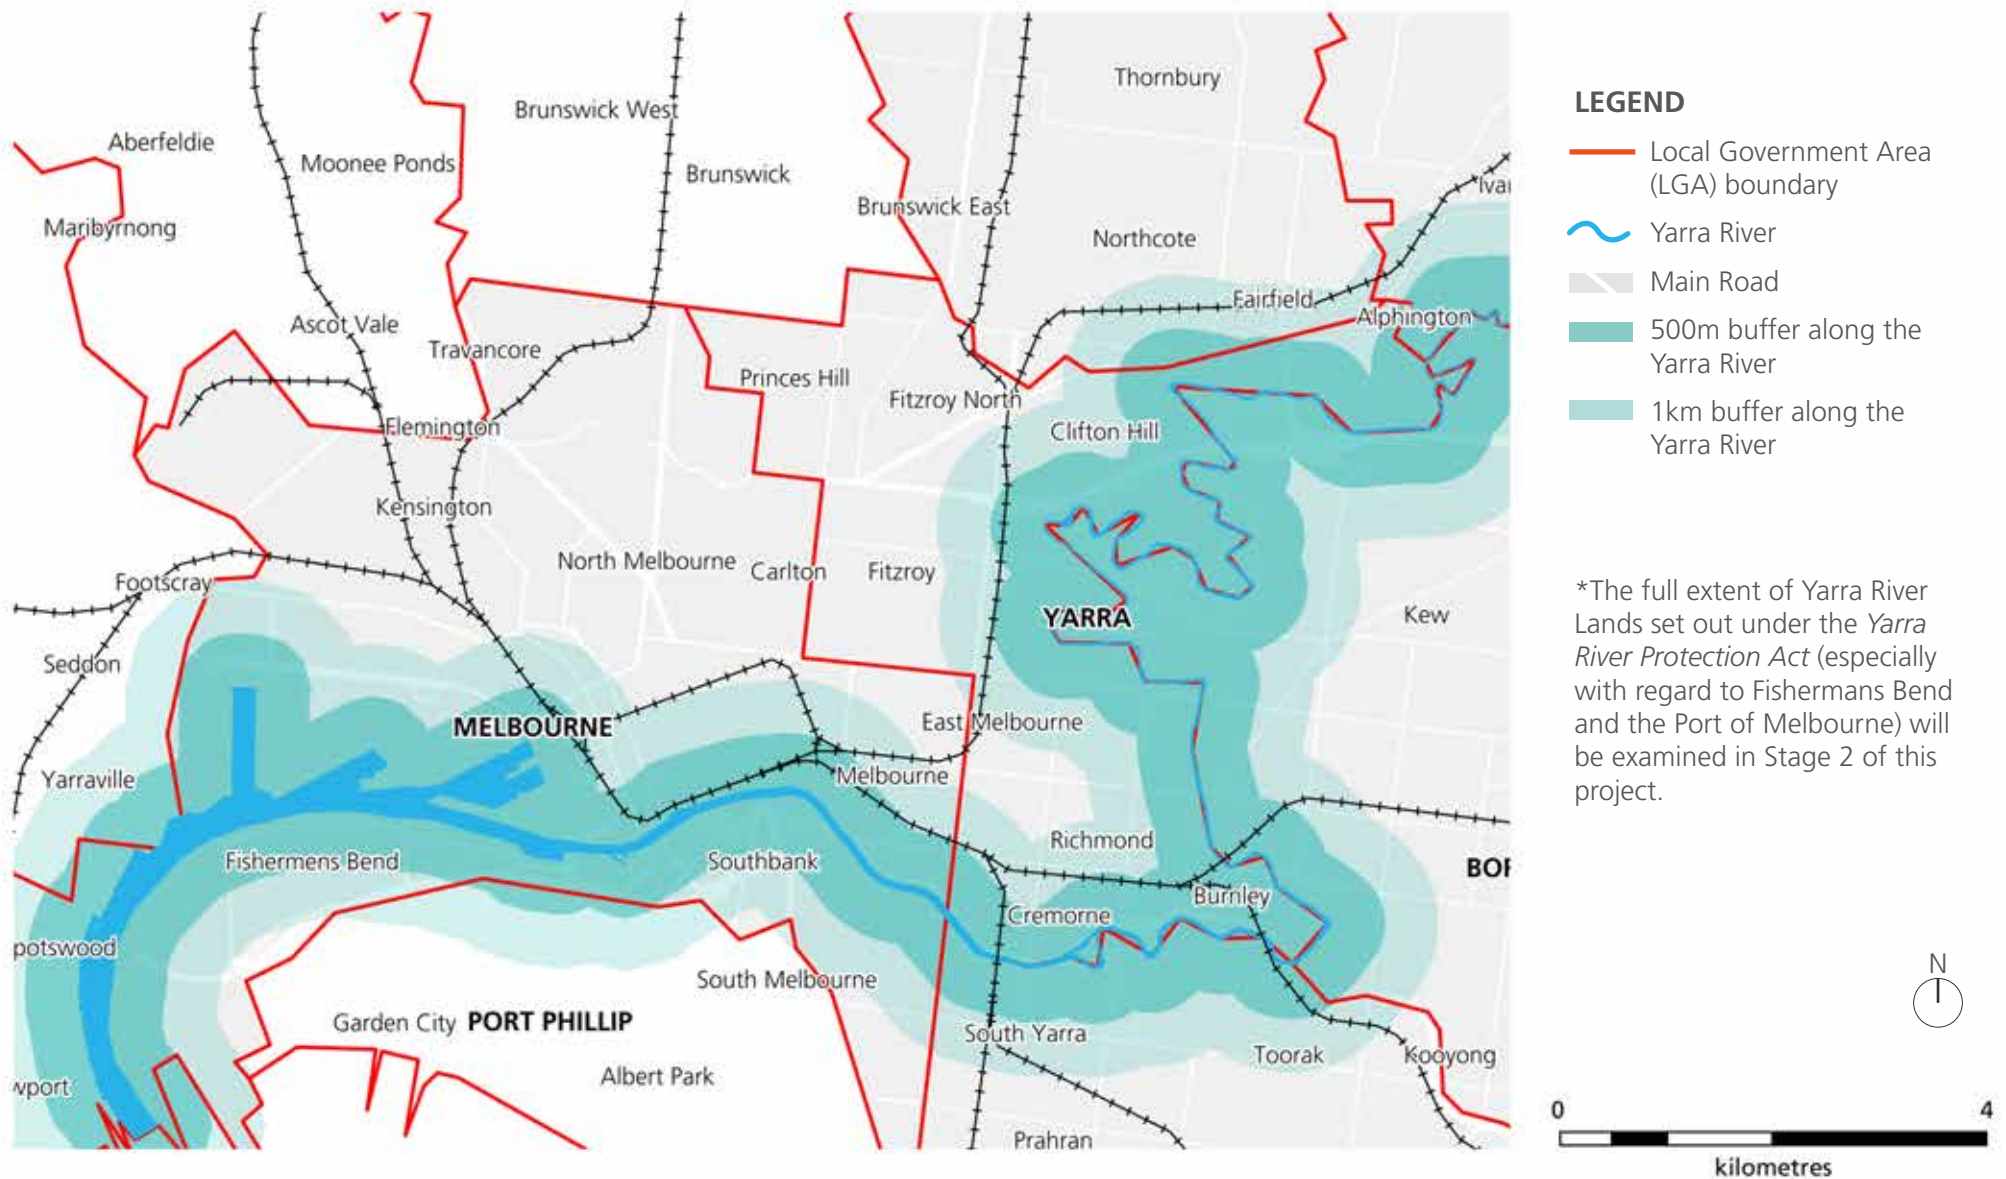 Thornbury
Brunswick West
Aberfeldie
Moonee Ponds
Brunswick
Brunswick East
Maribyrnong
Northcote
Fairfield
Alphington
Ascot Vale
Travancore
Princes Hill
Fitzroy North
Flemington
Clifton Hill
Kensington
North Melbourne
Carlton
Fitzroy
Footscray
YARRA
Kew
Seddon
MELBOURNE
East Melbourne
Yarraville
Melbourne
Richmond
Fishermens Bend
Southbank
BOR
Burnley
Cremorne
potswood
South Melbourne
Garden City
PORT PHILLIP
South Yarra
Toorak
Kooyong
Albert Park
wport
Prahran
LEGEND
Local Government Area
(LGA) boundary
Yarra River
Main Road
500m buffer along the
Yarra River
1km buffer along the
Yarra River
*The full extent of Yarra River
Lands set out under the Yarra
River Protection Act (especially
with regard to Fishermans Bend
and the Port of Melbourne) will
be examined in Stage 2 of this
project.
N
0 4
kilometres